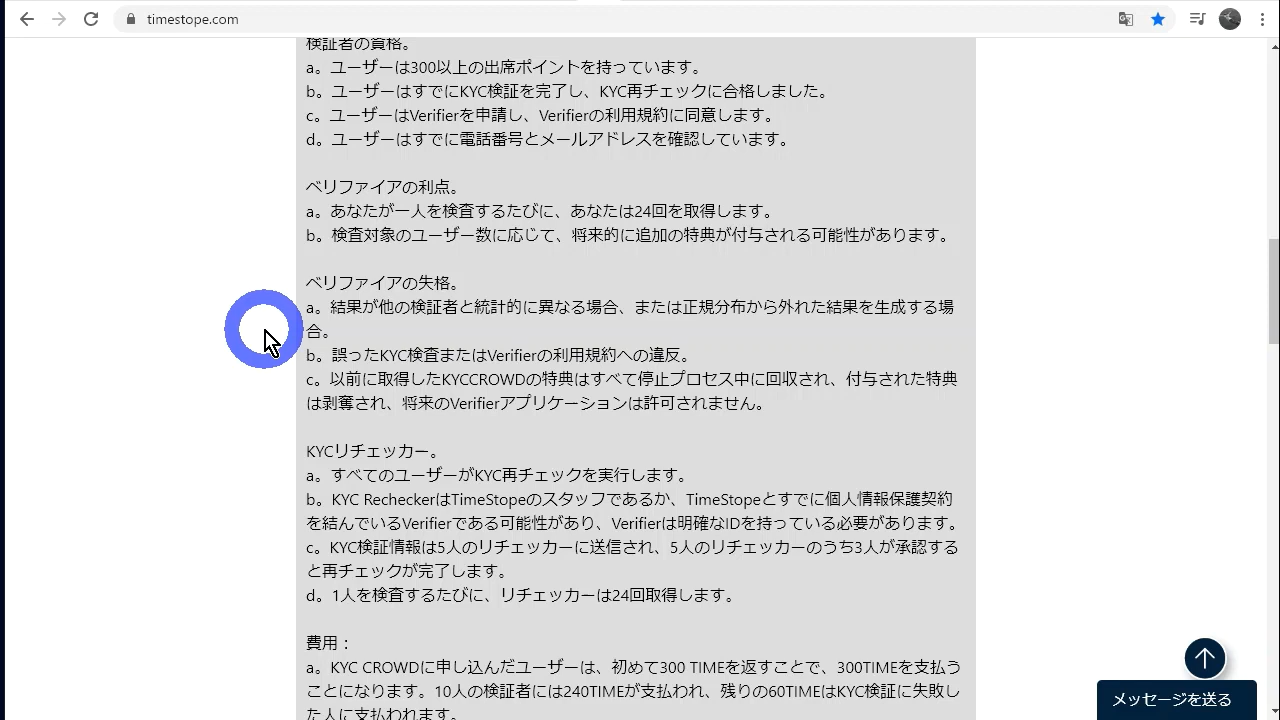 timestope.com
検証者の資格。
a。ユーザーは300以上の出席ポイントを持っています。
b。ユーザーはすでにKYC検証を完了し、KYC再チェックに合格しました。
c。ユーザーはVerifierを申請し、Verifierの利用規約に同意します。
d。ユーザーはすでに電話番号とメールアドレスを確認しています。
ベリファイアの利点。
a。あなたが一人を検査するたびに、あなたは24回を取得します。
b。検査対象のユーザー数に応じて、将来的に追加の特典が付与される可能性があります。
ベリファイアの失格。
a。結果が他の検証者と統計的に異なる場合、または正規分布から外れた結果を生成する場
合。
b。誤ったKYC検査またはVerifierの利用規約への違反。
c。以前に取得したKYCCROWDの特典はすべて停止プロセス中に回収され、付与された特典
は剥奪され、将来のVerifierアプリケーションは許可されません。
KYCリチェッカー。
a。すべてのユーザーがKYC再チェックを実行します。
b。KYC RecheckerはTimeStopeのスタッフであるか、TimeStopeとすでに個人情報保護契約
を結んでいるVerifierである可能性があり、Verifierは明確なIDを持っている必要があります。
c。KYC検証情報は5人のリチェッカーに送信され、5人のリチェッカーのうち3人が承認する
と再チェックが完了します。
d。1人を検査するたびに、リチェッカーは24回取得します。
費用：
a。KYC CROWDに申し込んだユーザーは、初めて300 TIMEを返すことで、300TIMEを支払う
ことになります。10人の検証者には240TIMEが支払われ、残りの60TIMEはKYC検証に失敗し
た人に支払われます。
メッセージを送る